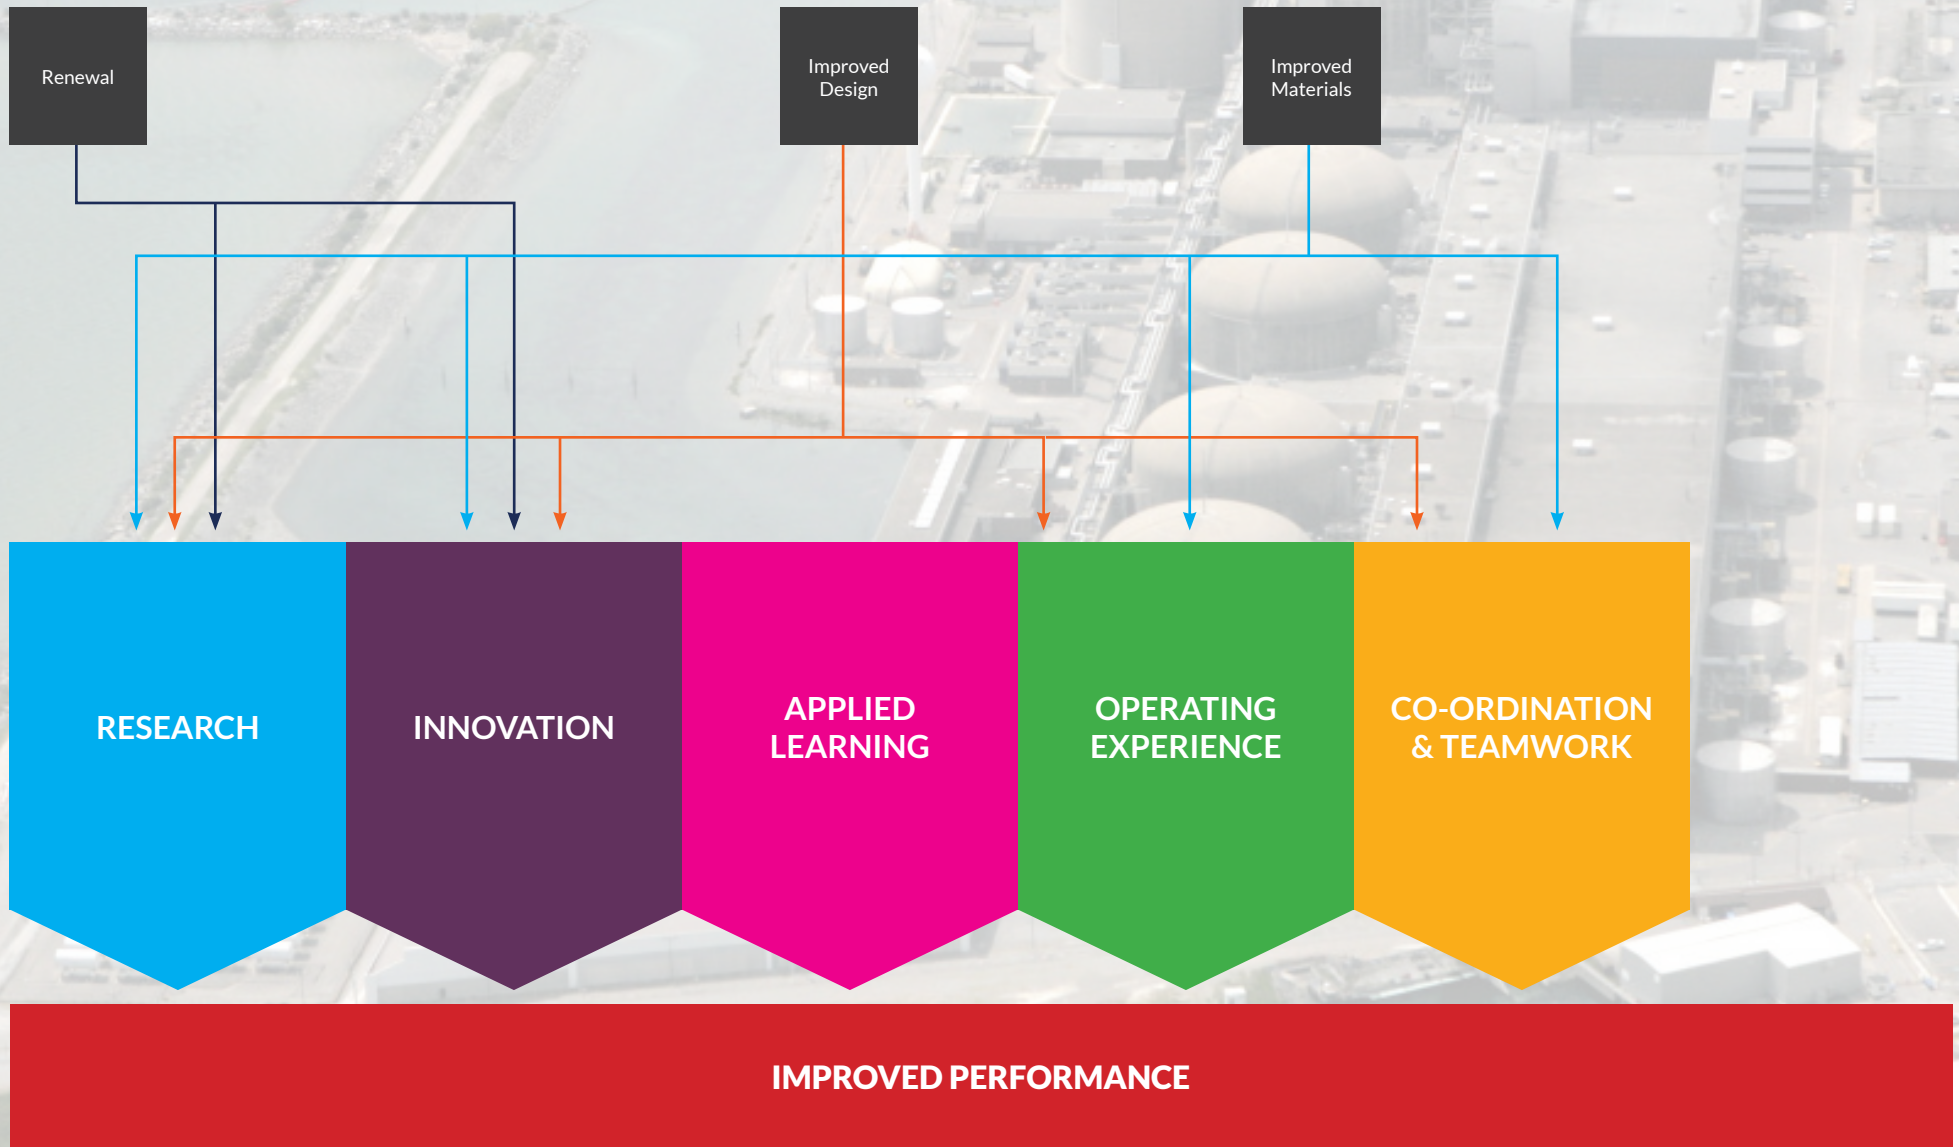 Renewal
Improved
Design
Improved
Materials
RESEARCH
INNOVATION
APPLIED
LEARNING
OPERATING
EXPERIENCE
CO-ORDINATION
& TEAMWORK
IMPROVED PERFORMANCE